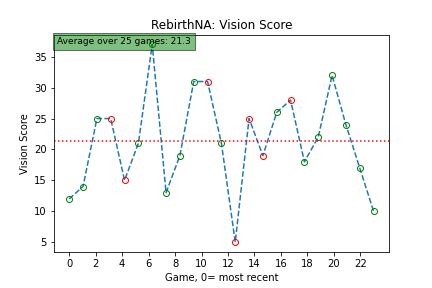 RebirthNA: Vision Score
Average over 25 games: 21.3
35
30
25
20
15
10
5
Vision Score
0 2 4 6 8 10 12 14 16 18 20 22
Game, 0= most recent